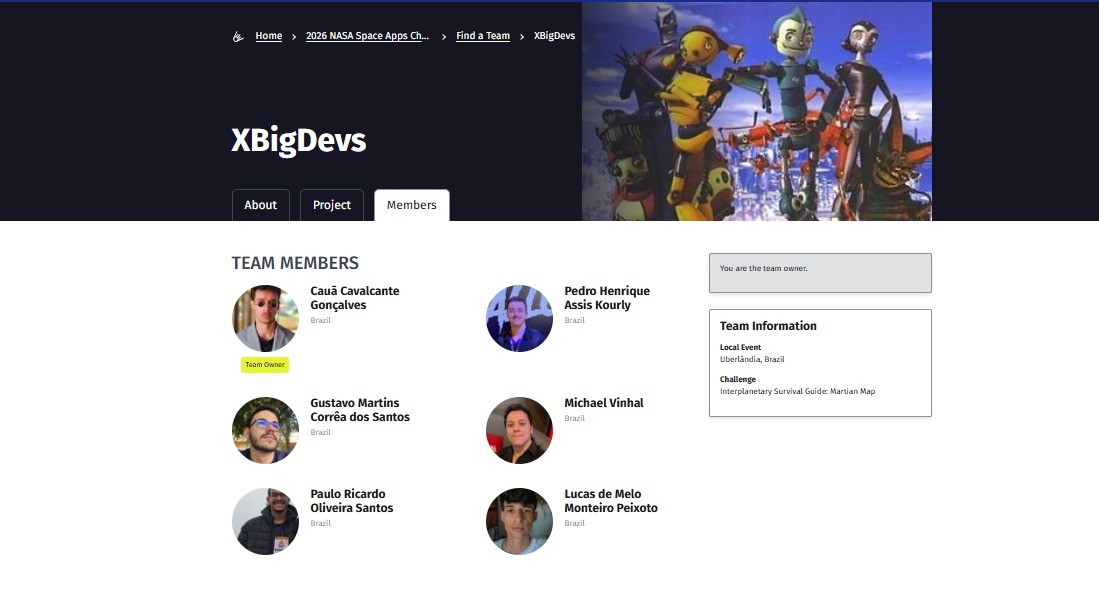 Home
2026 NASA Space Apps Ch...
Find a Team
XBigDevs
XBigDevs
About
Project
Members
TEAM MEMBERS
Cauã Cavalcante
Gonçalves
Brazil
Team Owner
Pedro Henrique
Assis Kourly
Brazil
Gustavo Martins
Corrêa dos Santos
Brazil
Michael Vinhal
Brazil
Paulo Ricardo
Oliveira Santos
Brazil
Lucas de Melo
Monteiro Peixoto
Brazil
You are the team owner.
Team Information
Local Event
Uberlândia, Brazil
Challenge
Interplanetary Survival Guide: Martian Map